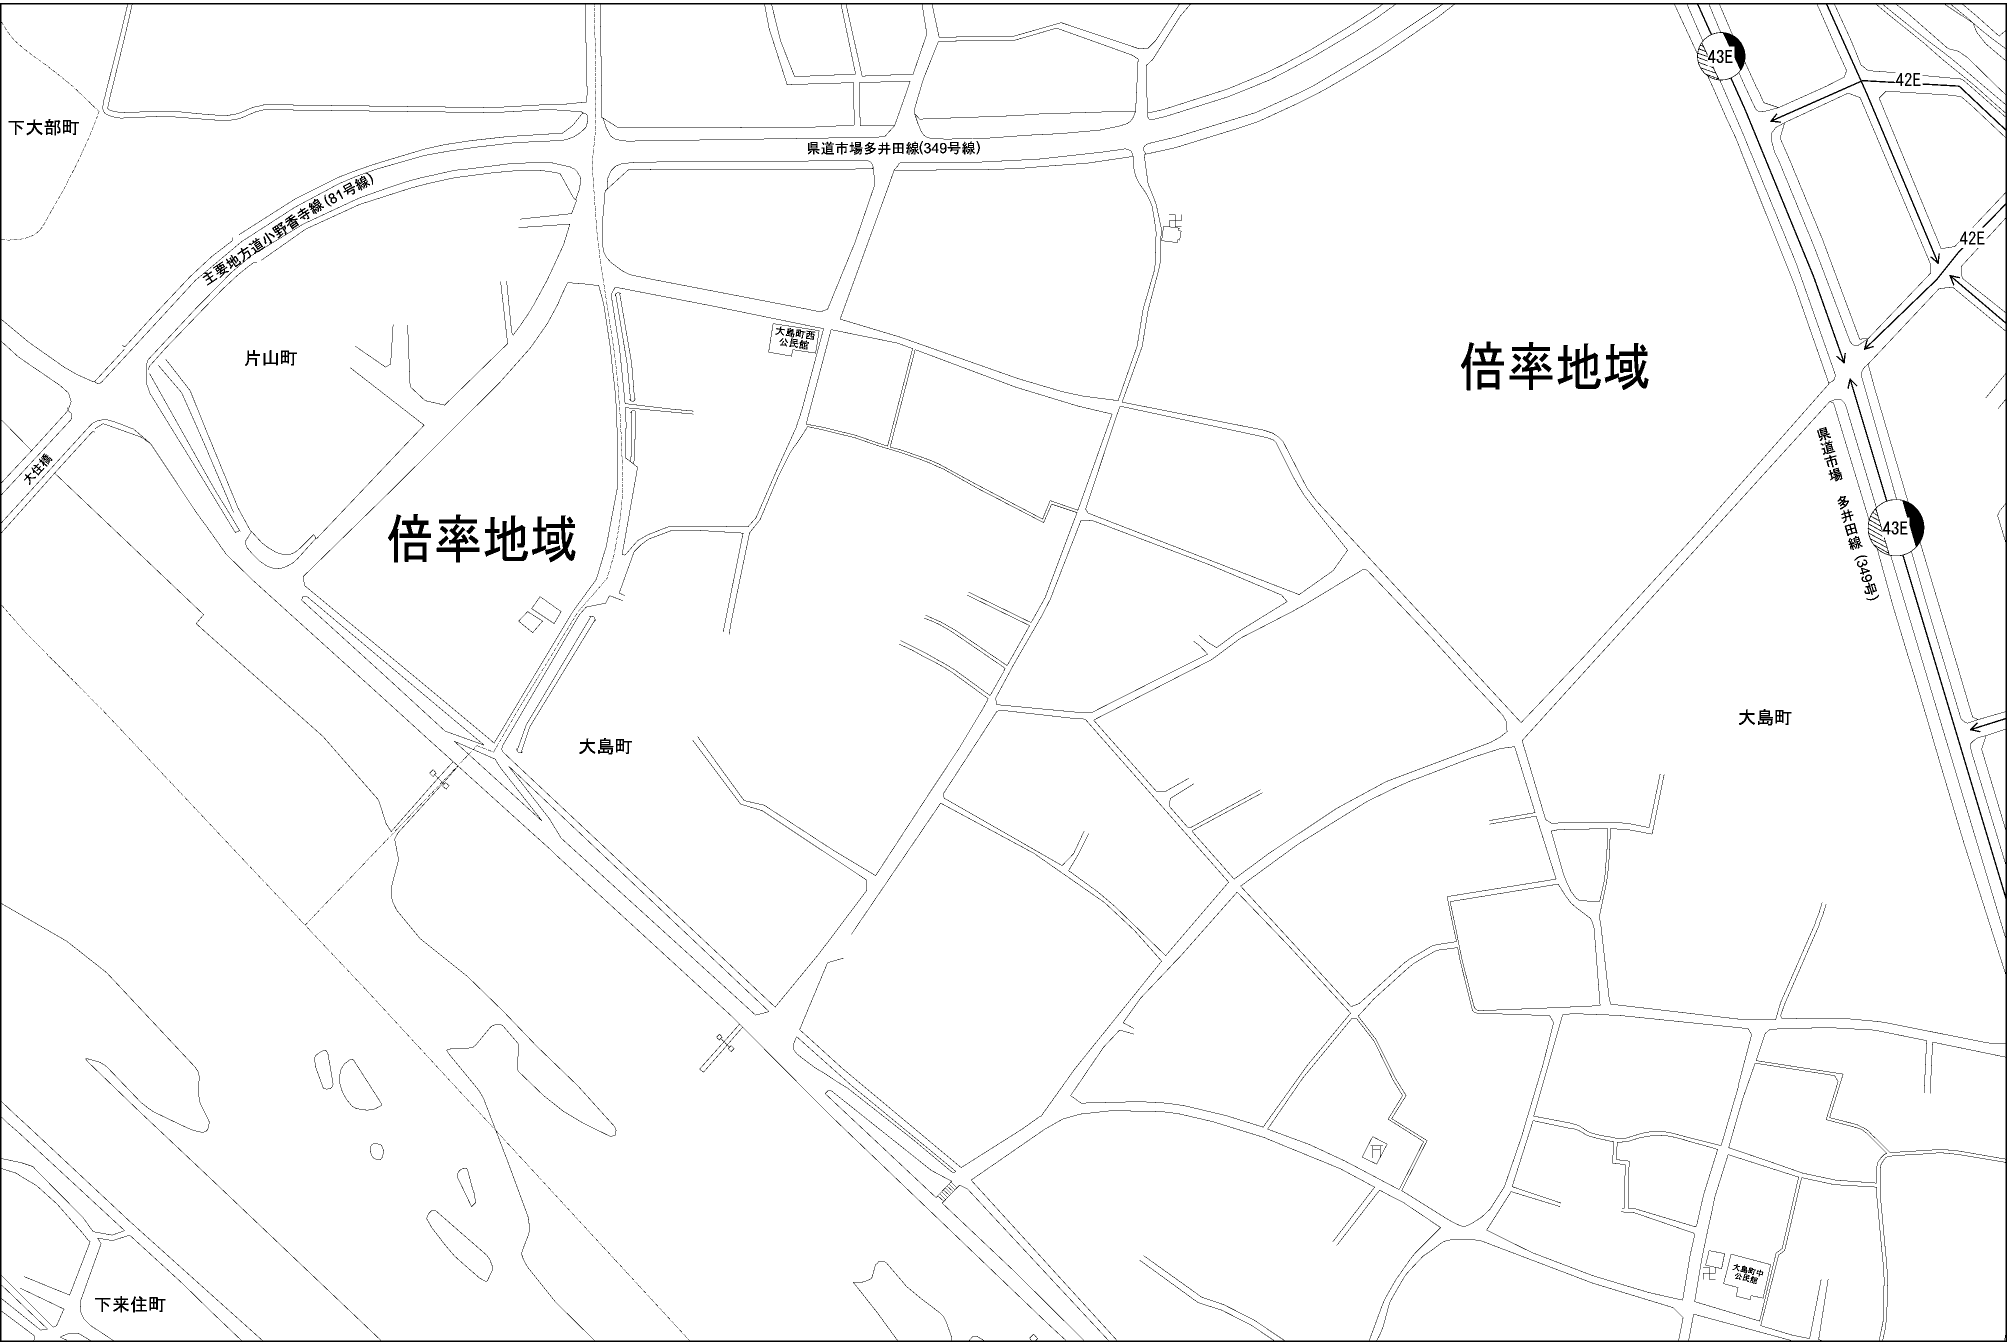 43E
42E
下大部町
県道市場多井田線(349号線)
主要地方道小野香寺線(81号線)
42E
大島町西
公民館
片山町
倍率地域
大住橋
県道市場　多井田線(349号)
43E
倍率地域
大島町
大島町
大島町中
公民館
下来住町